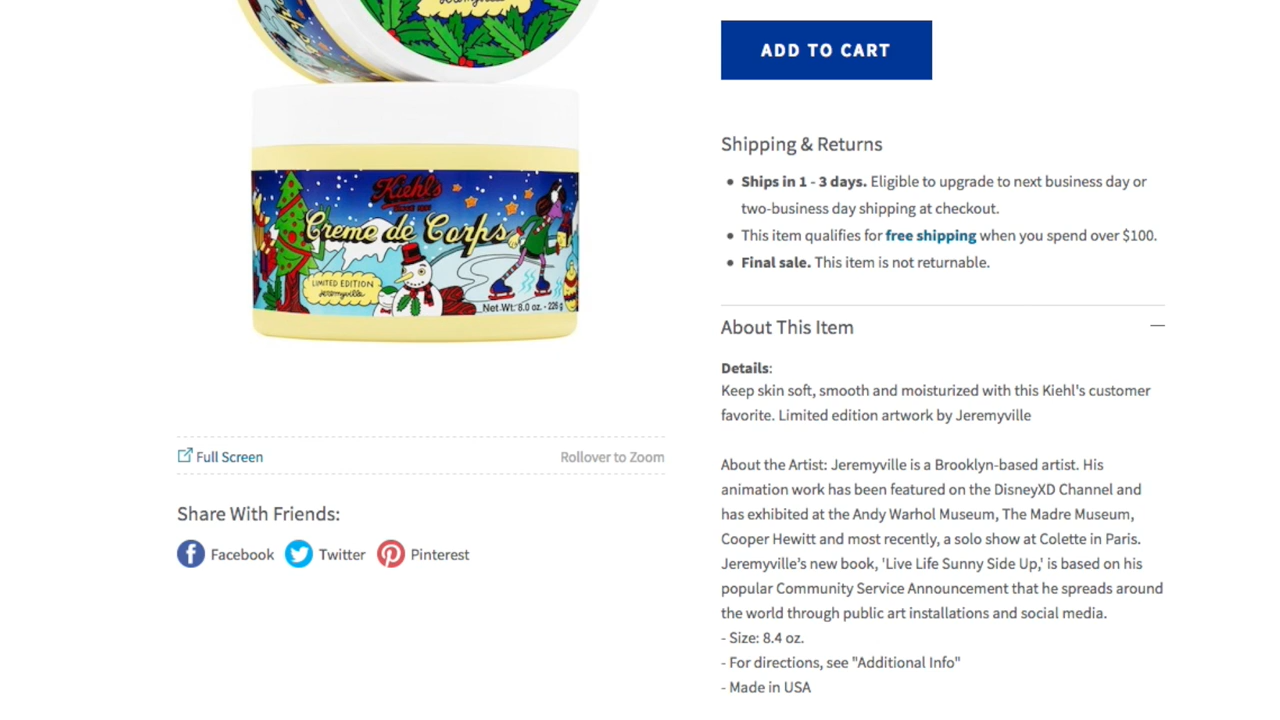 Jeremyville
Kiehl's
SINCE 1851
Creme de Corps
LIMITED EDITION
Jeremyville
Net Wt. 8.0 oz. - 226 g
Full Screen
Rollover to Zoom
Share With Friends:
Facebook
Twitter
Pinterest
ADD TO CART
Shipping & Returns
• Ships in 1 - 3 days. Eligible to upgrade to next business day or
two-business day shipping at checkout.
• This item qualifies for free shipping when you spend over $100.
• Final sale. This item is not returnable.
About This Item
Details:
Keep skin soft, smooth and moisturized with this Kiehl's customer
favorite. Limited edition artwork by Jeremyville
About the Artist: Jeremyville is a Brooklyn-based artist. His
animation work has been featured on the DisneyXD Channel and
has exhibited at the Andy Warhol Museum, The Madre Museum,
Cooper Hewitt and most recently, a solo show at Colette in Paris.
Jeremyville’s new book, 'Live Life Sunny Side Up,' is based on his
popular Community Service Announcement that he spreads around
the world through public art installations and social media.
- Size: 8.4 oz.
- For directions, see "Additional Info"
- Made in USA